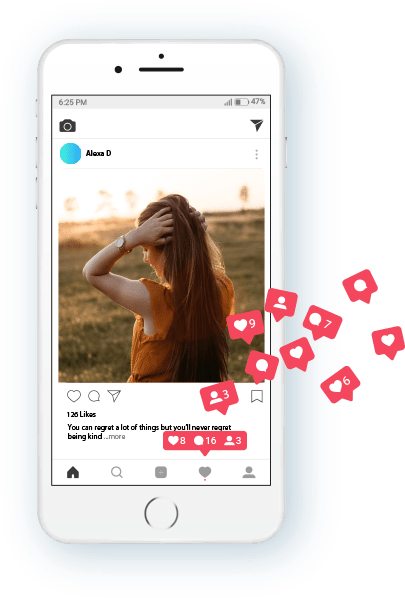 6:25 PM 47%
Alexa D
9
7
6
3
126 Likes
You can regret a lot of things but you'll never regret
being kind ...more
8 16 3